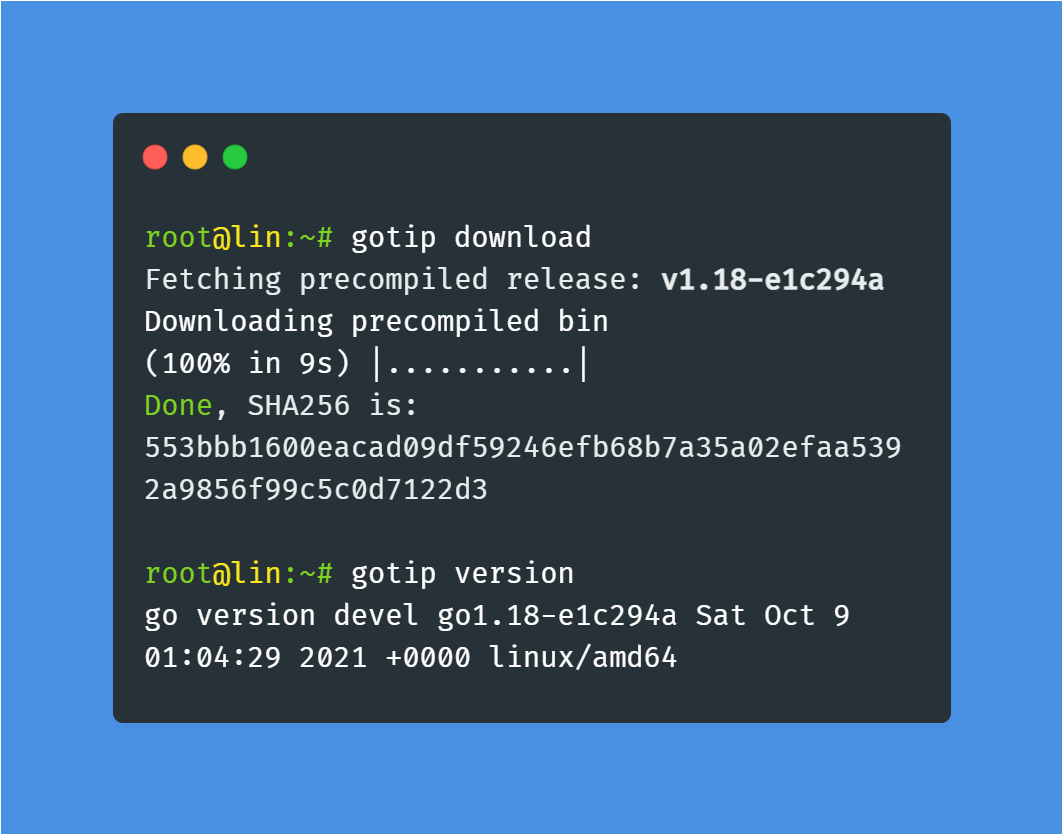 root@lin:~# gotip download
Fetching precompiled release: v1.18-e1c294a
Downloading precompiled bin
(100% in 9s) |...........|
Done, SHA256 is:
553bbb1600eacad09df59246efb68b7a35a02efaa539
2a9856f99c5c0d7122d3
root@lin:~# gotip version
go version devel go1.18-e1c294a Sat Oct 9
01:04:29 2021 +0000 linux/amd64